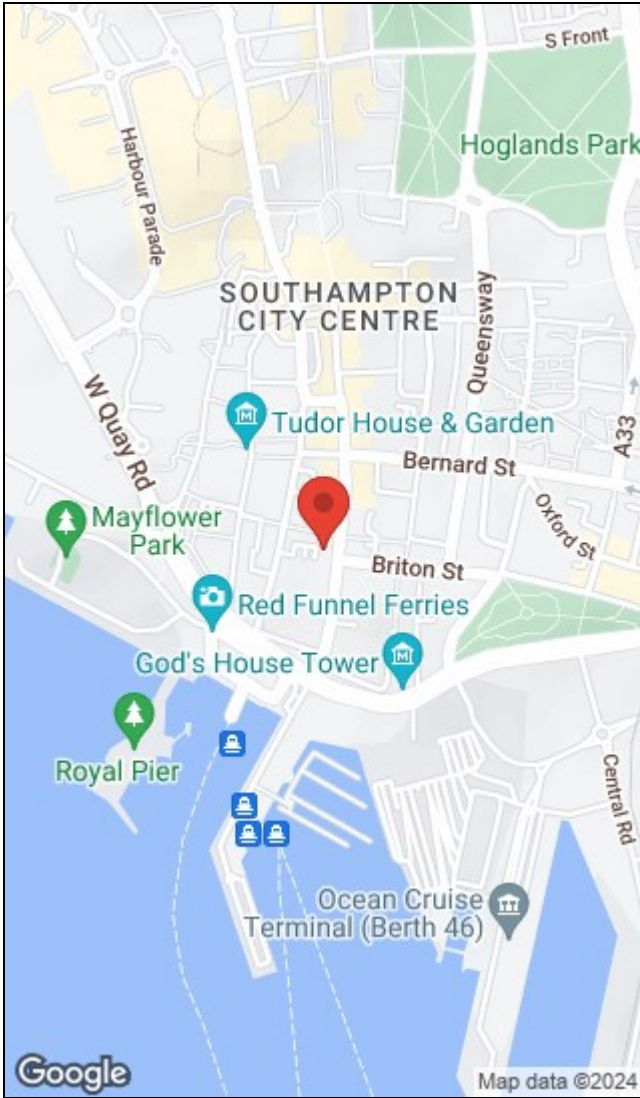 S Front
Hoglands Park
Harbour Parade
SOUTHAMPTON
CITY CENTRE
Queensway
W Quay Rd
Tudor House & Garden
A33
Bernard St
Oxford St
Mayflower
Park
Briton St
Red Funnel Ferries
God's House Tower
Royal Pier
Central Rd
Ocean Cruise
Terminal (Berth 46)
Google
Map data ©2024